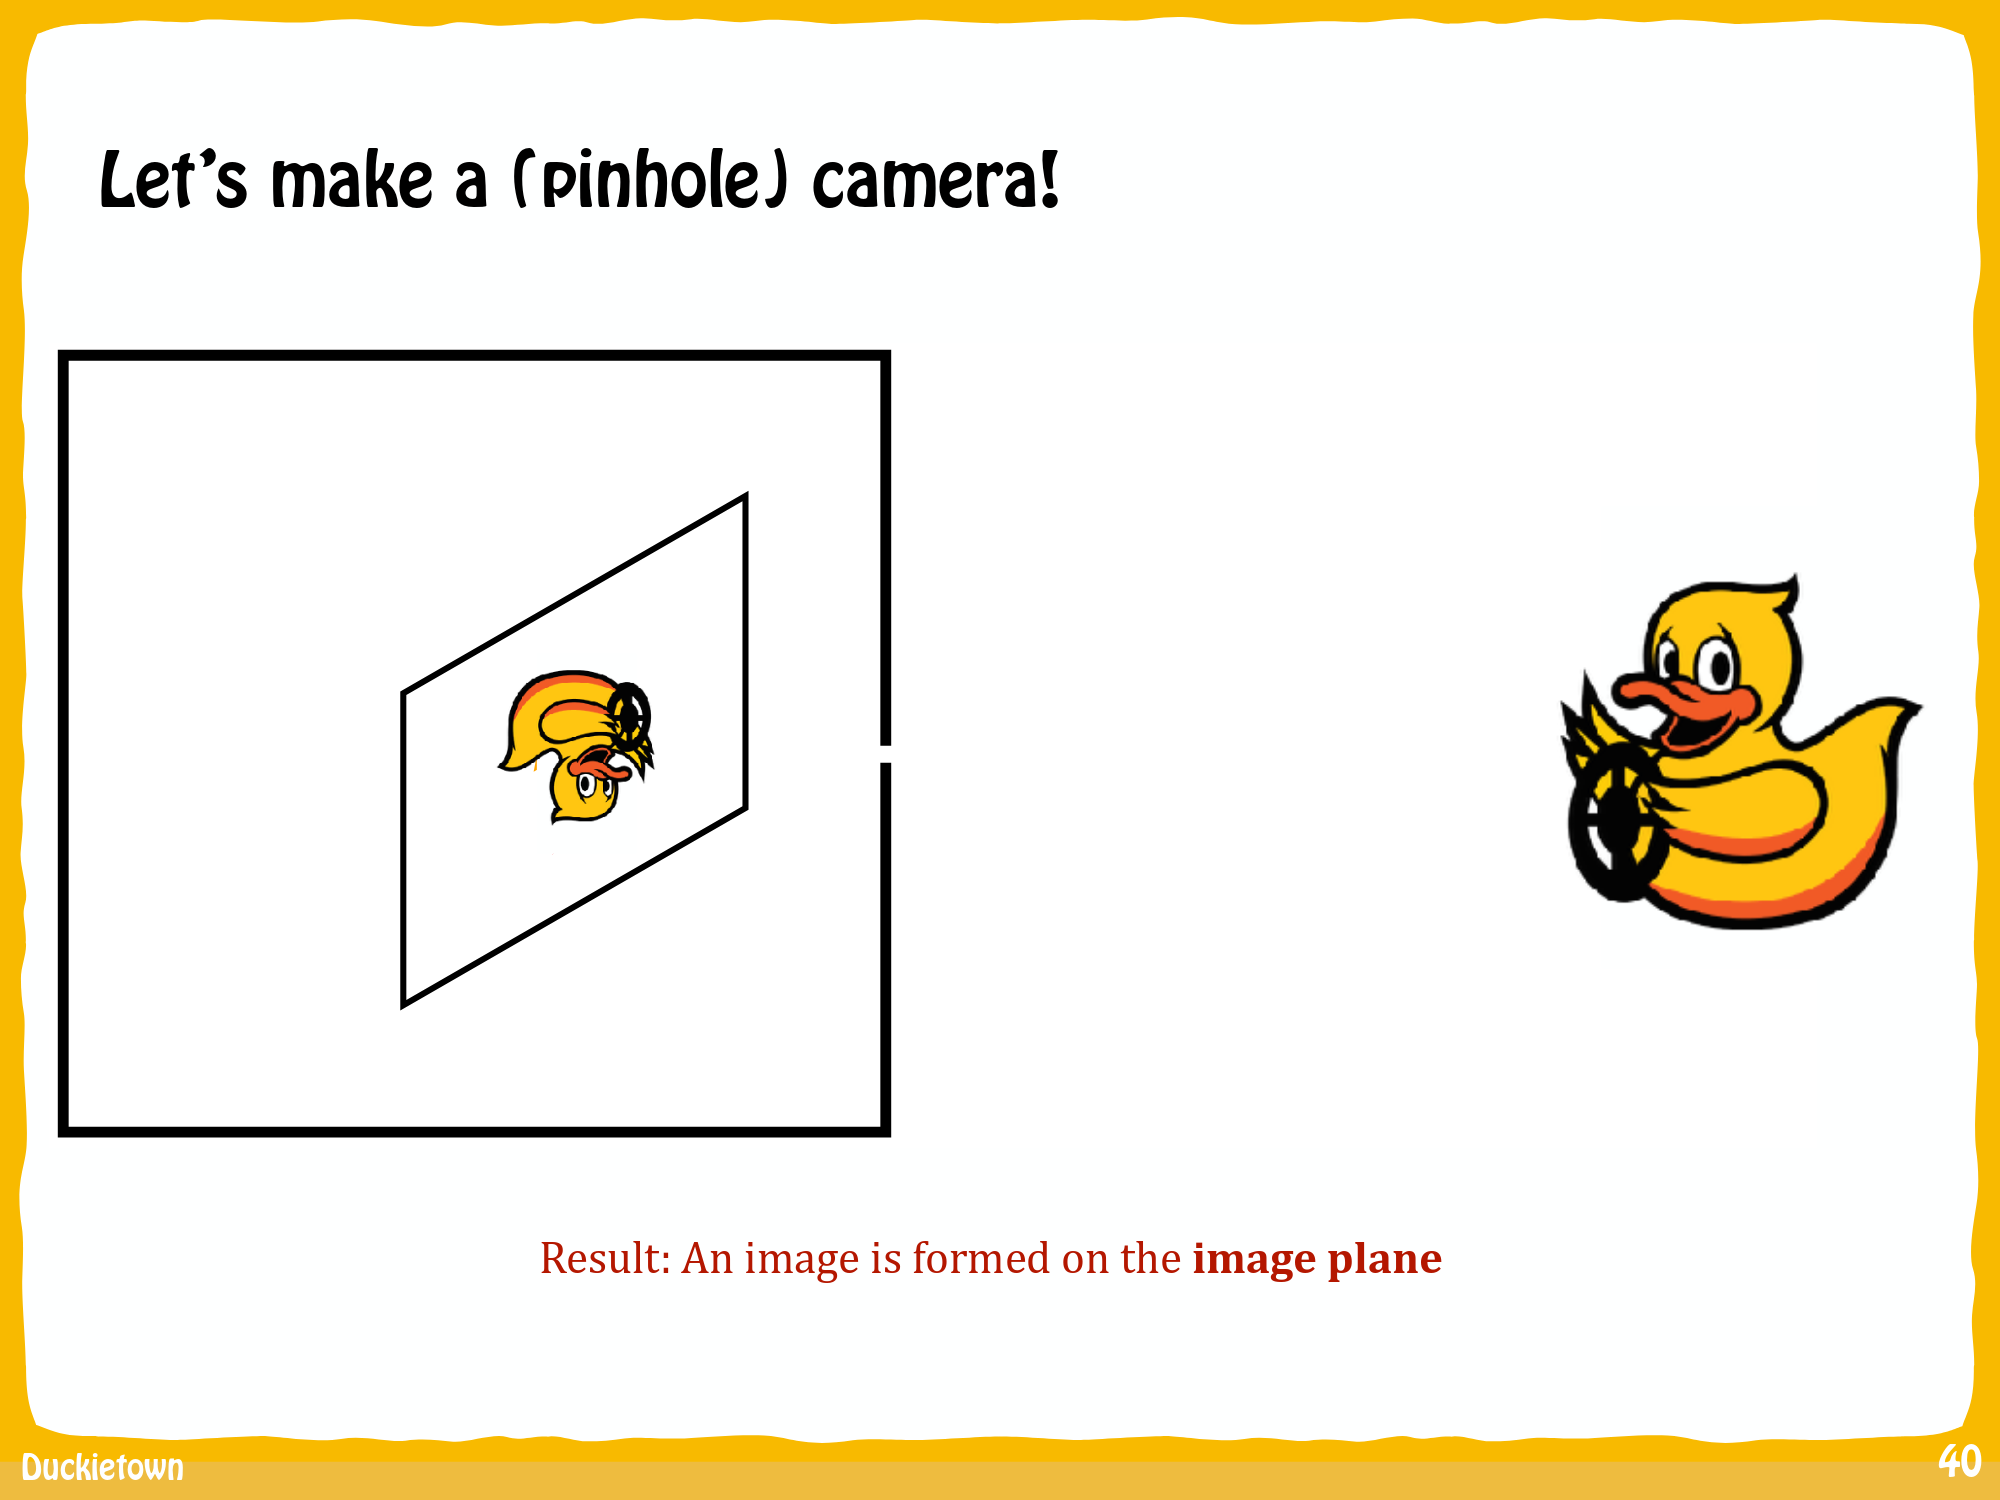 Let's make a (pinhole) camera!
Result: An image is formed on the image plane
Duckietown
40